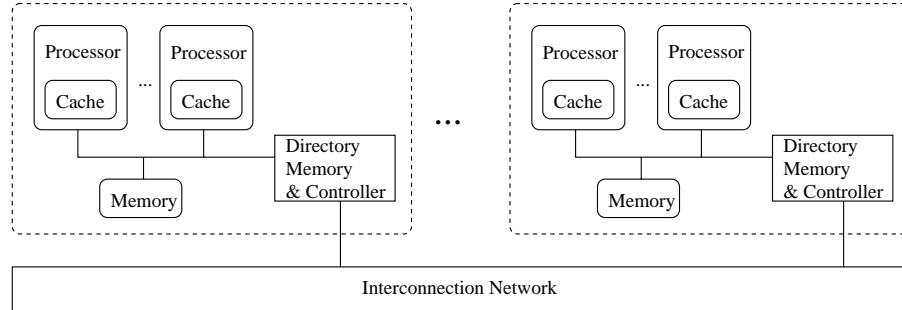 Processor
Processor
...
Cache
Cache
Directory
Memory
& Controller
Memory
...
Processor
Processor
...
Cache
Cache
Directory
Memory
& Controller
Memory
Interconnection Network